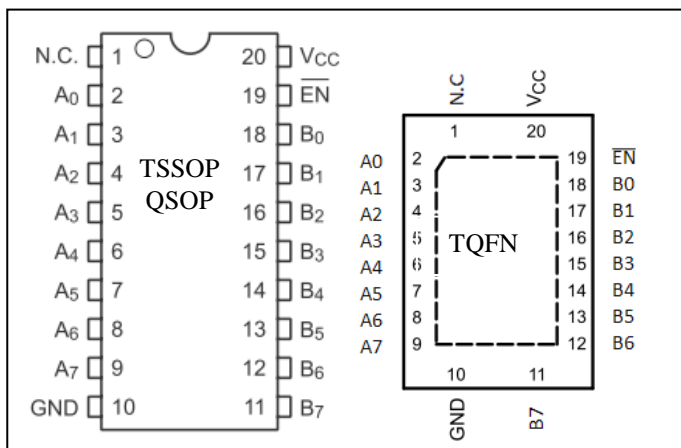 N.C. 1 20 VCC
A0 2 19 EN
A1 3 18 B0
A2 4 17 B1
A3 5 16 B2
A4 6 15 B3
A5 7 14 B4
A6 8 13 B5
A7 9 12 B6
GND 10 11 B7
TSSOP
QSOP
N.C VCC
1 20
A0 2 19 EN
A1 3 18 B0
A2 4 17 B1
A3 5 16 B2
A4 6 15 B3
A5 7 14 B4
A6 8 13 B5
A7 9 12 B6
10 11
GND B7
TQFN